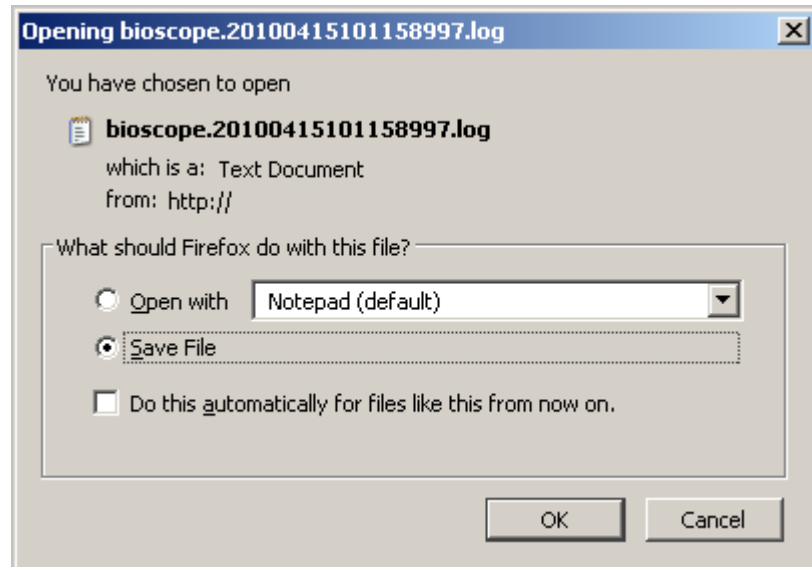 Opening bioscope.20100415101158997.log
You have chosen to open
bioscope.20100415101158997.log
which is a: Text Document
from: http://
What should Firefox do with this file?
Open with Notepad (default)
Save File
Do this automatically for files like this from now on.
OK Cancel